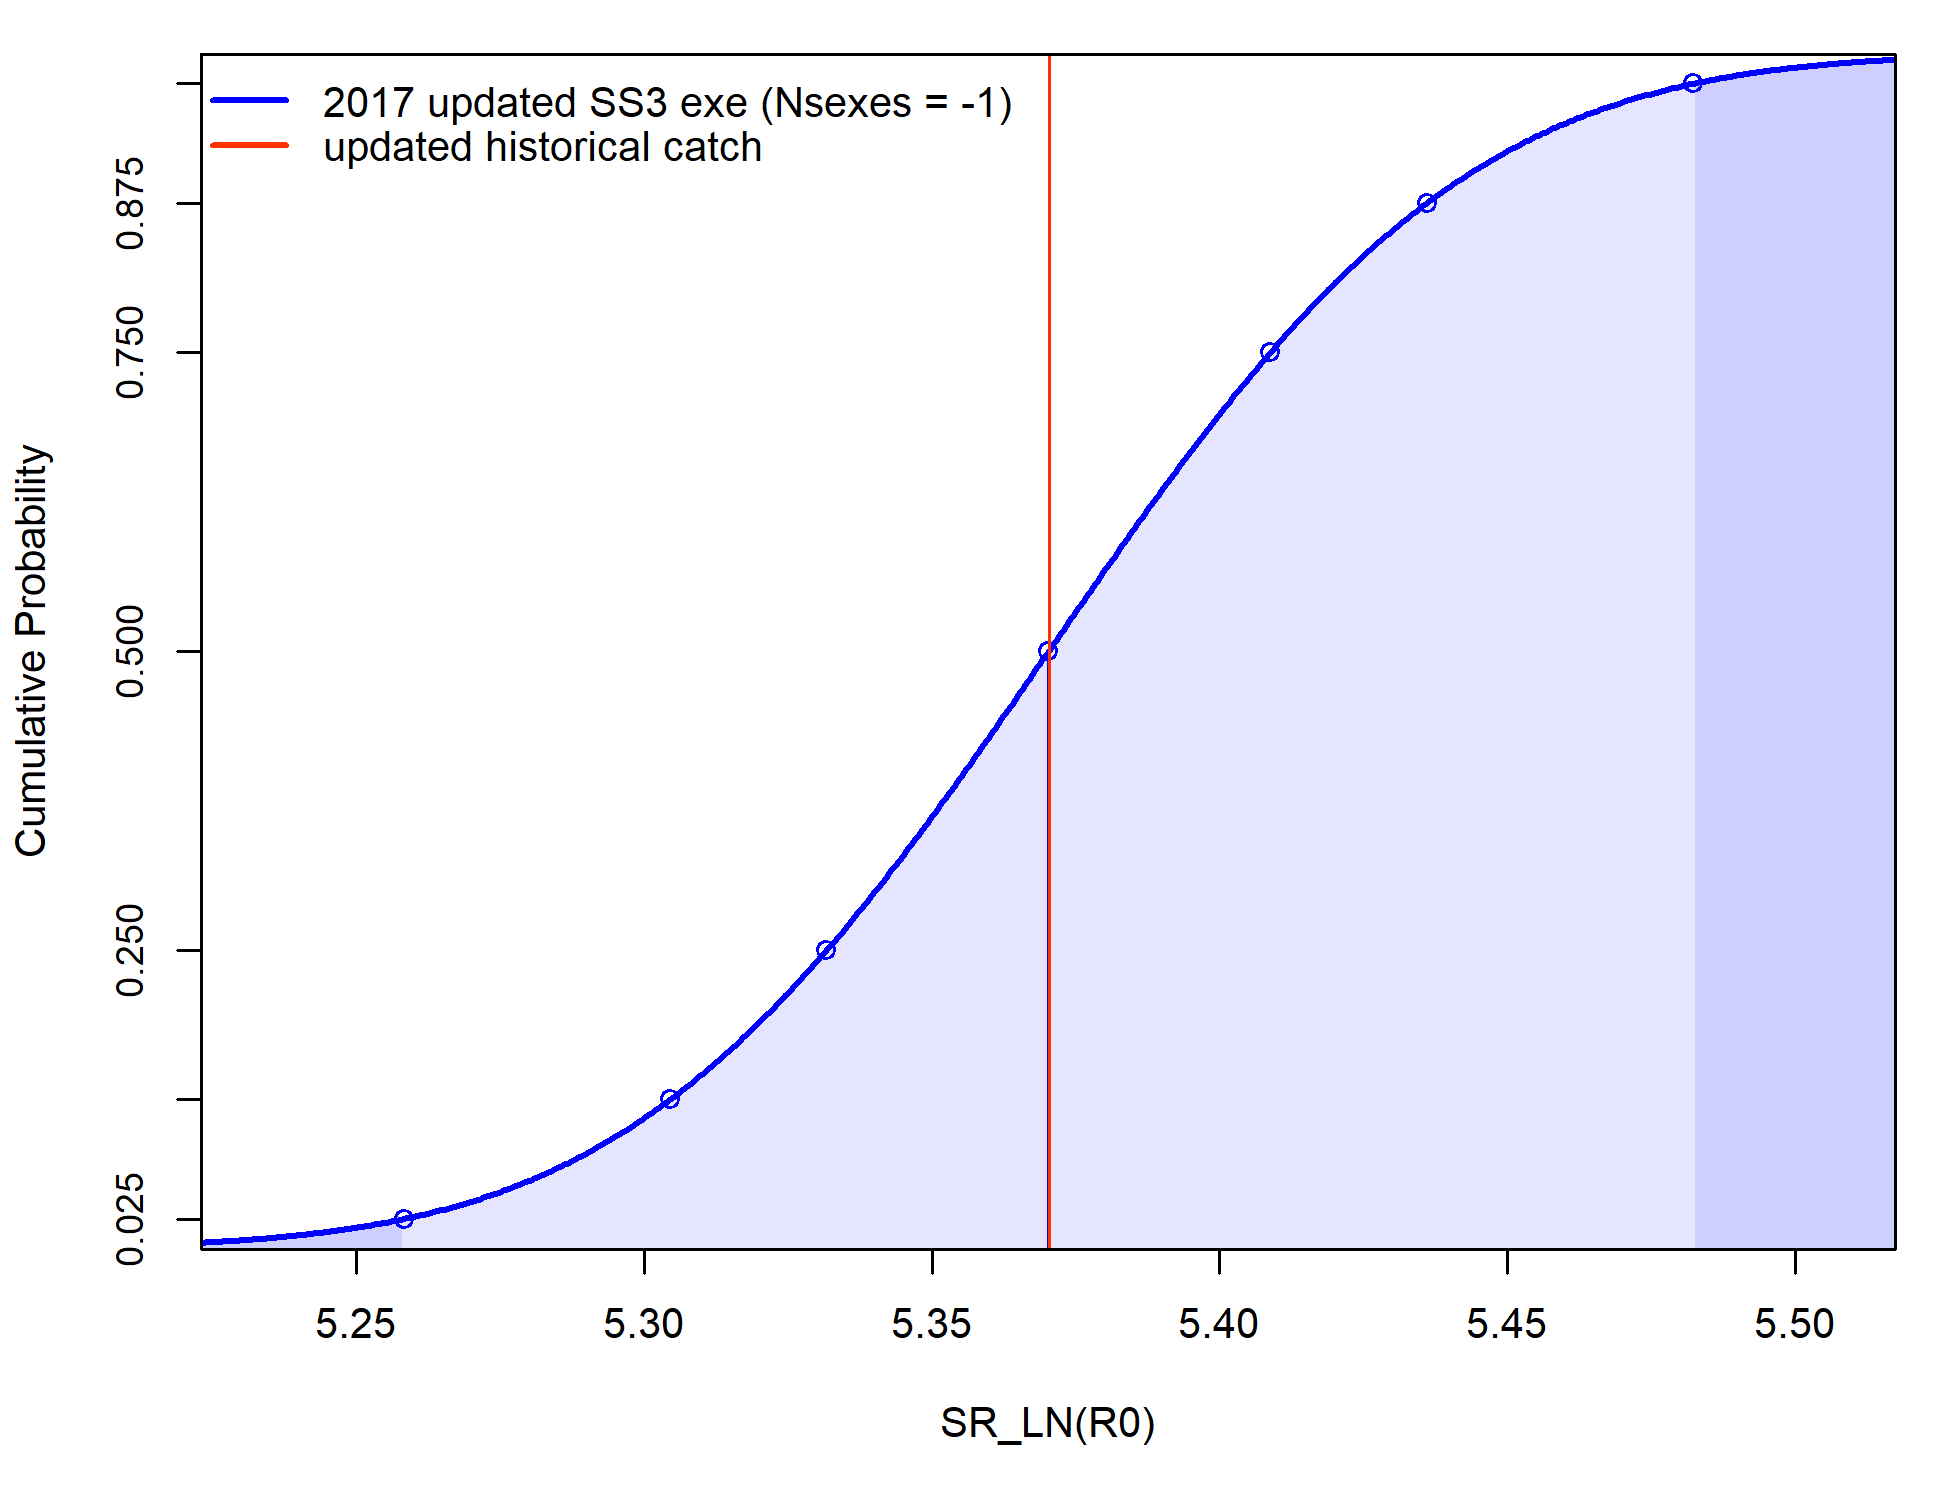 2017 updated SS3 exe (Nsexes = -1)
updated historical catch
Cumulative Probability
0.875
0.750
0.500
0.250
0.025
5.25 5.30 5.35 5.40 5.45 5.50
SR_LN(R0)